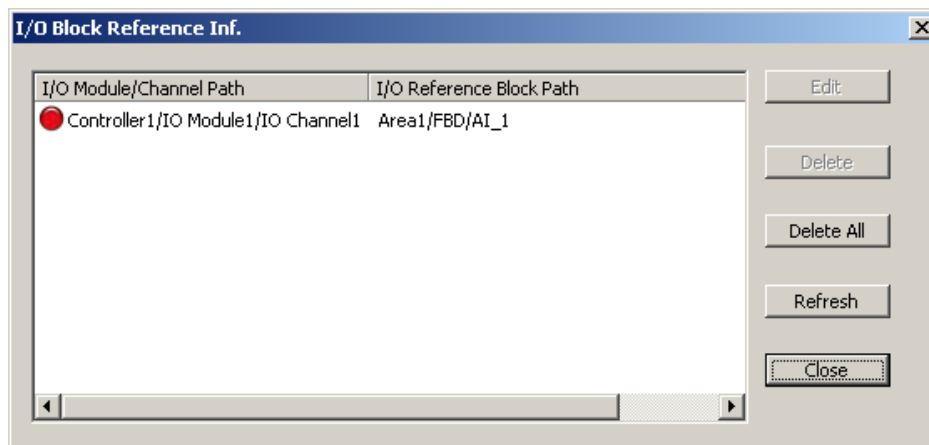 I/O Block Reference Inf.
I/O Module/Channel Path I/O Reference Block Path
Controller1/IO Module1/IO Channel1 Area1/FBD/AI_1
Edit
Delete
Delete All
Refresh
Close